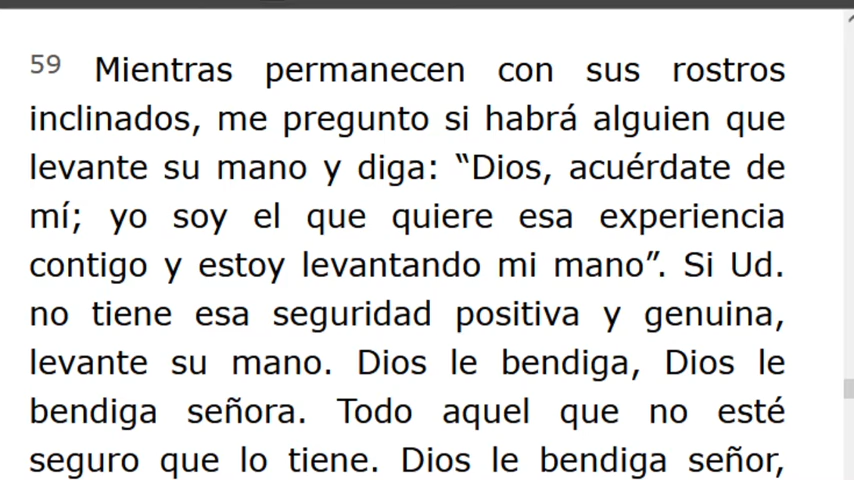 59 Mientras permanecen con sus rostros
inclinados, me pregunto si habrá alguien que
levante su mano y diga: “Dios, acuérdate de
mí; yo soy el que quiere esa experiencia
contigo y estoy levantando mi mano”. Si Ud.
no tiene esa seguridad positiva y genuina,
levante su mano. Dios le bendiga, Dios le
bendiga señora. Todo aquel que no esté
seguro que lo tiene. Dios le bendiga señor,